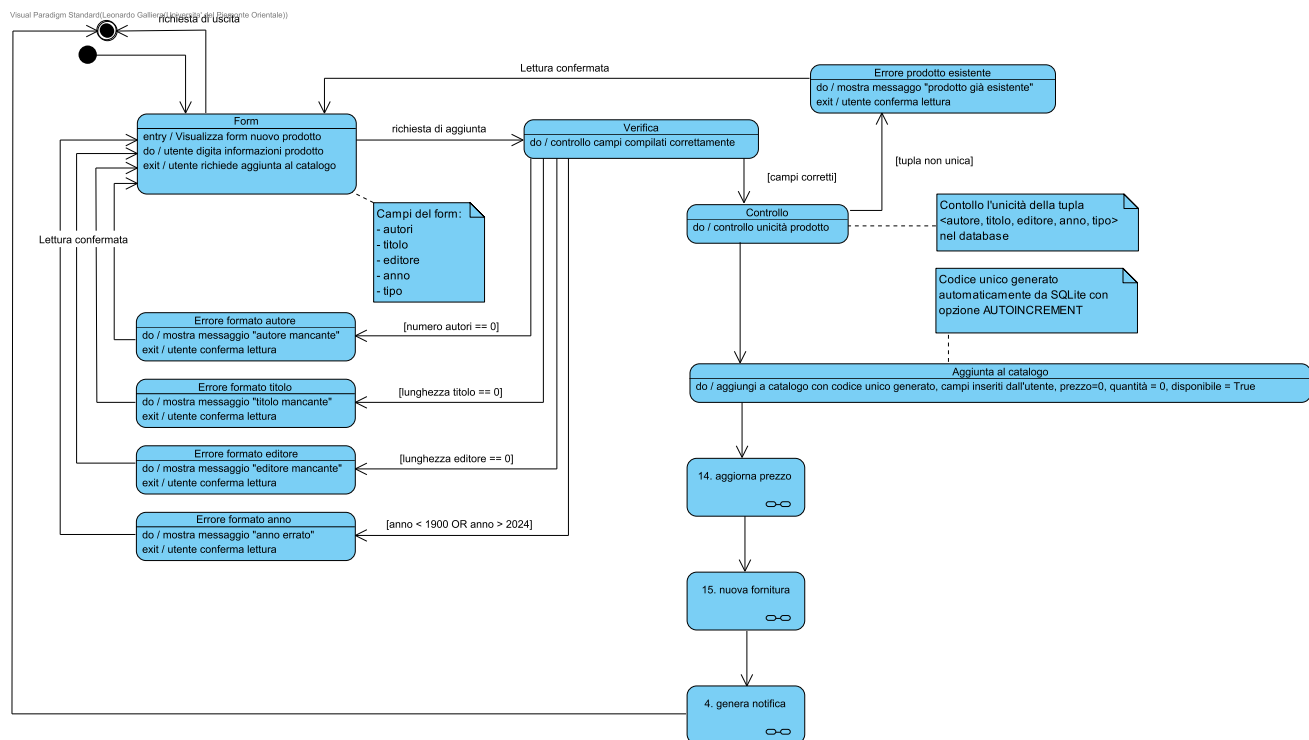 Visual Paradigm Standard(Leonardo Galliera(Universita' del Piemonte Orientale))
richiesta di uscita
Lettura confermata
Errore prodotto esistente
do / mostra messaggo "prodotto già esistente"
exit / utente conferma lettura
Form
entry / Visualizza form nuovo prodotto
do / utente digita informazioni prodotto
exit / utente richiede aggiunta al catalogo
richiesta di aggiunta
Verifica
do / controllo campi compilati correttamente
[tupla non unica]
[campi corretti]
Campi del form:
- autori
- titolo
- editore
- anno
- tipo
Controllo
do / controllo unicità prodotto
Contollo l'unicità della tupla
<autore, titolo, editore, anno, tipo>
nel database
Lettura confermata
Codice unico generato
automaticamente da SQLite con
opzione AUTOINCREMENT
Errore formato autore
do / mostra messaggio "autore mancante"
exit / utente conferma lettura
[numero autori == 0]
Aggiunta al catalogo
do / aggiungi a catalogo con codice unico generato, campi inseriti dall'utente, prezzo=0, quantità = 0, disponibile = True
Errore formato titolo
do / mostra messaggio "titolo mancante"
exit / utente conferma lettura
[lunghezza titolo == 0]
Errore formato editore
do / mostra messaggio "editore mancante"
exit / utente conferma lettura
[lunghezza editore == 0]
14. aggiorna prezzo
Errore formato anno
do / mostra messaggio "anno errato"
exit / utente conferma lettura
[anno < 1900 OR anno > 2024]
15. nuova fornitura
4. genera notifica